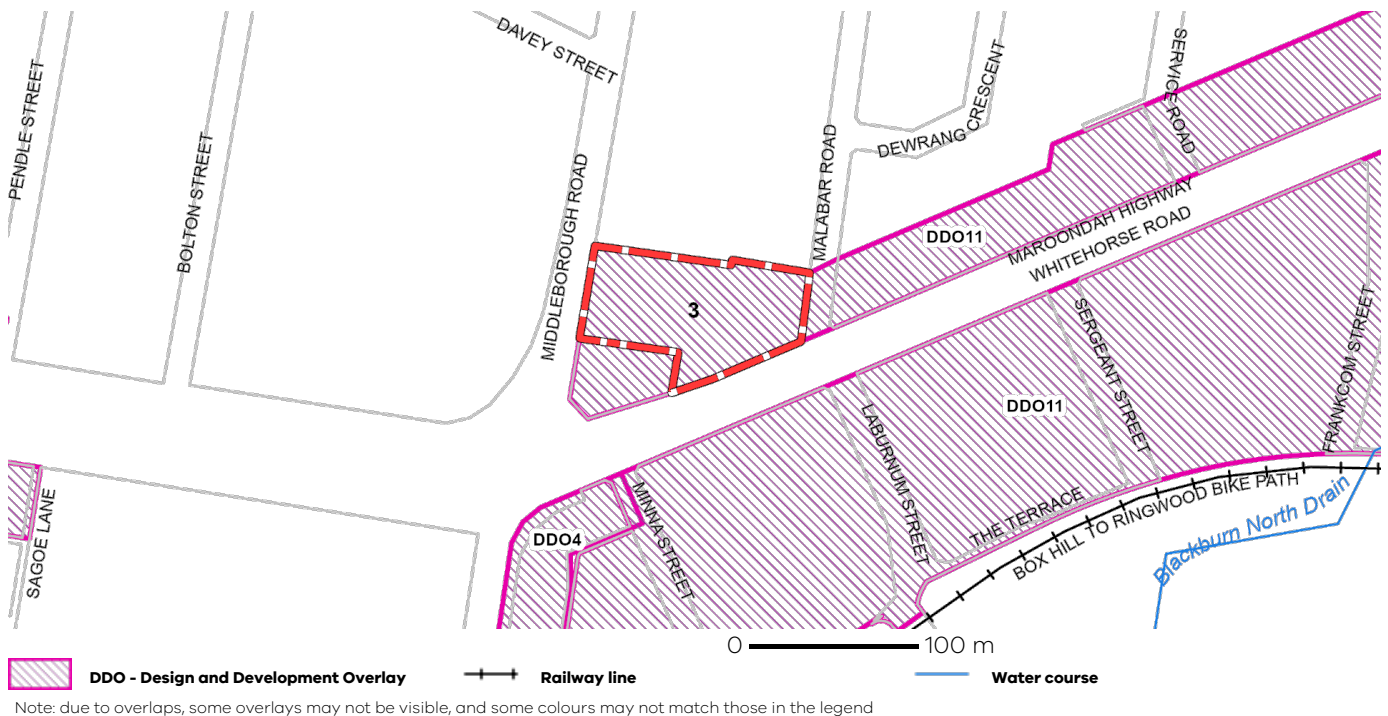 DAVEY STREET
PENDLE STREET
BOLTON STREET
MIDDLEBOROUGH ROAD
MALABAR ROAD
DEWRANG CRESCENT
SERVICE ROAD
DDO11
MAROONDAH HIGHWAY
WHITEHORSE ROAD
3
SERGEANT STREET
FRANKCOM STREET
DDO11
LABURNUM STREET
THE TERRACE
BOX HILL TO RINGWOOD BIKE PATH
Blackburn North Drain
MINNA STREET
DDO4
SAGOE LANE
0 100 m
DDO - Design and Development Overlay Railway line Water course
Note: due to overlaps, some overlays may not be visible, and some colours may not match those in the legend